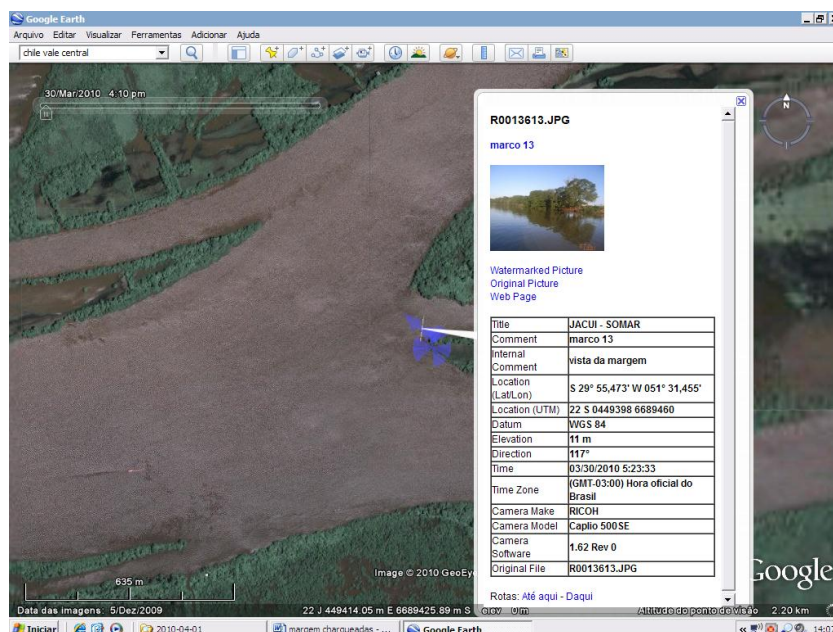 Google Earth
Arquivo Editar Visualizar Ferramentas Adicionar Ajuda
chile vale central
30/Mar/2010 4:10 pm
N
R0013613.JPG
marco 13
Watermarked Picture
Original Picture
Web Page
Title JACUI - SOMAR
Comment marco 13
Internal
Comment vista da margem
Location
(Lat/Lon) S 29° 55,473' W 051° 31,455'
Location (UTM) 22 S 0449398 6689460
Datum WGS 84
Elevation 11 m
Direction 117°
Time 03/30/2010 5:23:33
Time Zone (GMT-03:00) Hora oficial do
Brasil
Camera Make RICOH
Camera Model Caplio 500SE
Camera
Software 1.62 Rev 0
Original File R0013613.JPG
Rotas: Até aqui - Daqui
Image © 2010 GeoEye
Google
635 m
Data das imagens: 5/Dez/2009
22 J 449414.05 m E 6689425.89 m S elev 0 m
Altitude do ponto de visão 2.20 km
Iniciar
2010-04-01
margem charqueadas - ...
Google Earth
14:07